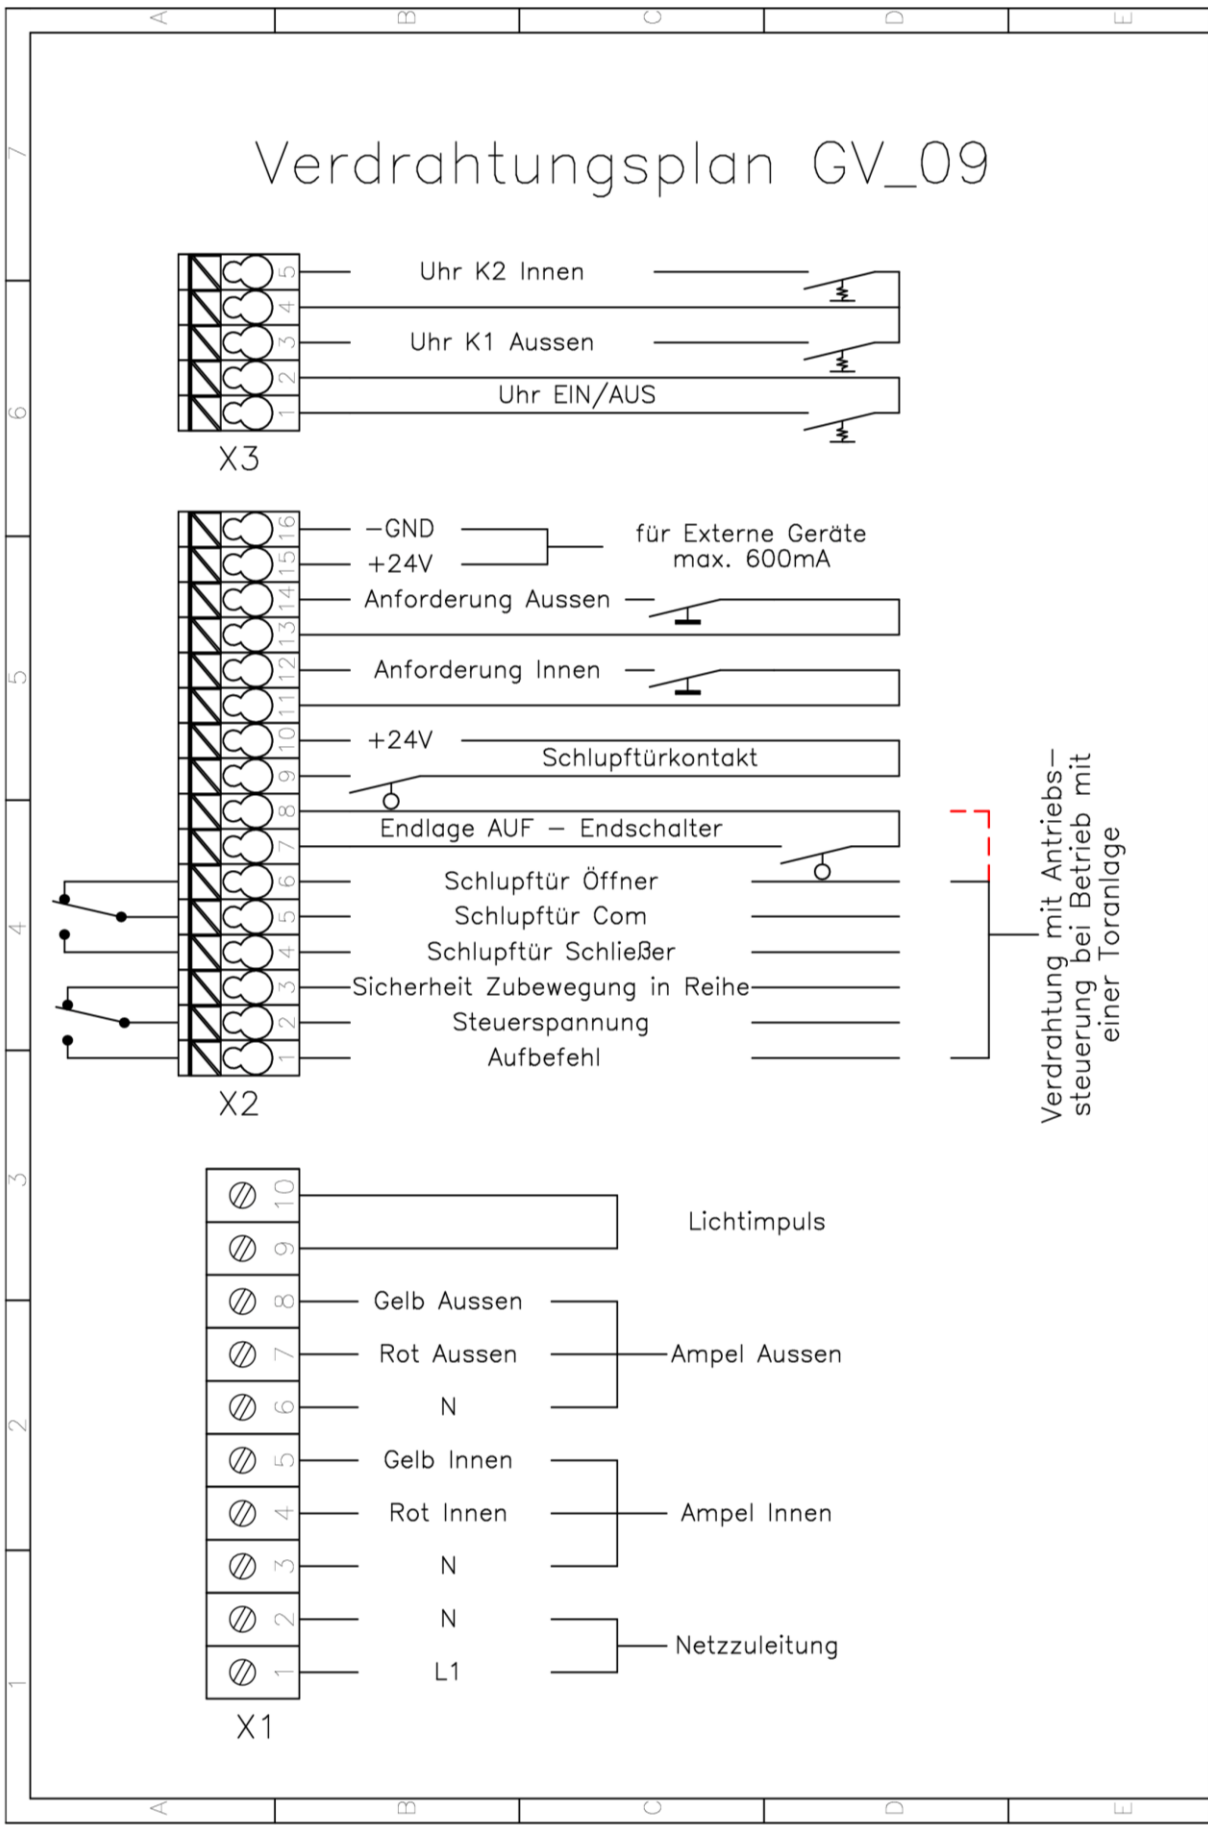 A B C D E
7
Verdrahtungsplan GV_09
5 Uhr K2 Innen
4
3 Uhr K1 Aussen
2
Uhr EIN/AUS
1
X3
6
16 -GND
für Externe Geräte
15 +24V
max. 600mA
14 Anforderung Aussen
13
12 Anforderung Innen
11
5
10 +24V
Schlupftürkontakt
9
8
Endlage AUF - Endschalter
7
6 Schlupftür Öffner
5 Schlupftür Com
4 Schlupftür Schließer
3 Sicherheit Zubewegung in Reihe
2 Steuerspannung
1 Aufbefehl
X2
4
Verdrahtung mit Antriebs-
steuerung bei Betrieb mit
einer Toranlage
3
10
Lichtimpuls
9
8 Gelb Aussen
7 Rot Aussen Ampel Aussen
6 N
2
5 Gelb Innen
4 Rot Innen Ampel Innen
3 N
2 N
Netzzuleitung
1 L1
X1
1
A B C D E